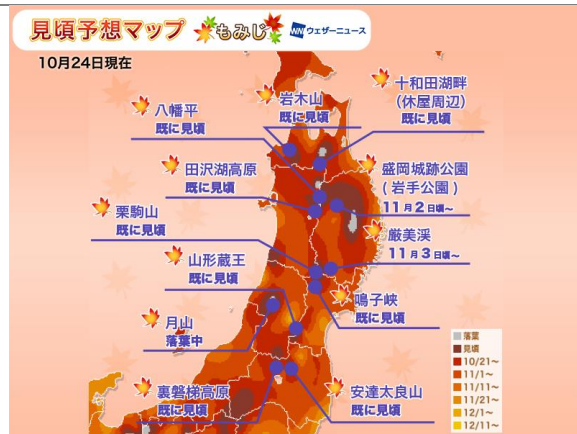 見頃予想マップ もみじ WNI ウェザーニュース
10月24日現在
岩木山
既に見頃
十和田湖畔
(休屋周辺)
既に見頃
八幡平
既に見頃
田沢湖高原
既に見頃
盛岡城跡公園
(岩手公園)
11月2日頃~
栗駒山
既に見頃
厳美渓
11月3日頃~
山形蔵王
既に見頃
鳴子峡
既に見頃
月山
落葉中
裏磐梯高原
既に見頃
安達太良山
既に見頃
落葉
見頃
10/21~
11/1~
11/11~
11/21~
12/1~
12/11~